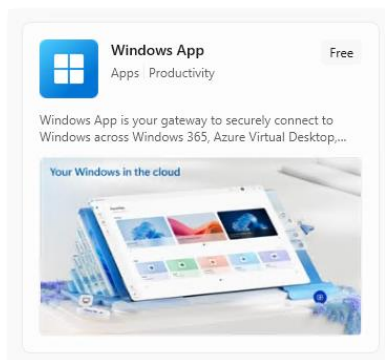 Windows App
Free
Apps Productivity
Windows App is your gateway to securely connect to
Windows across Windows 365, Azure Virtual Desktop,...
Your Windows in the cloud